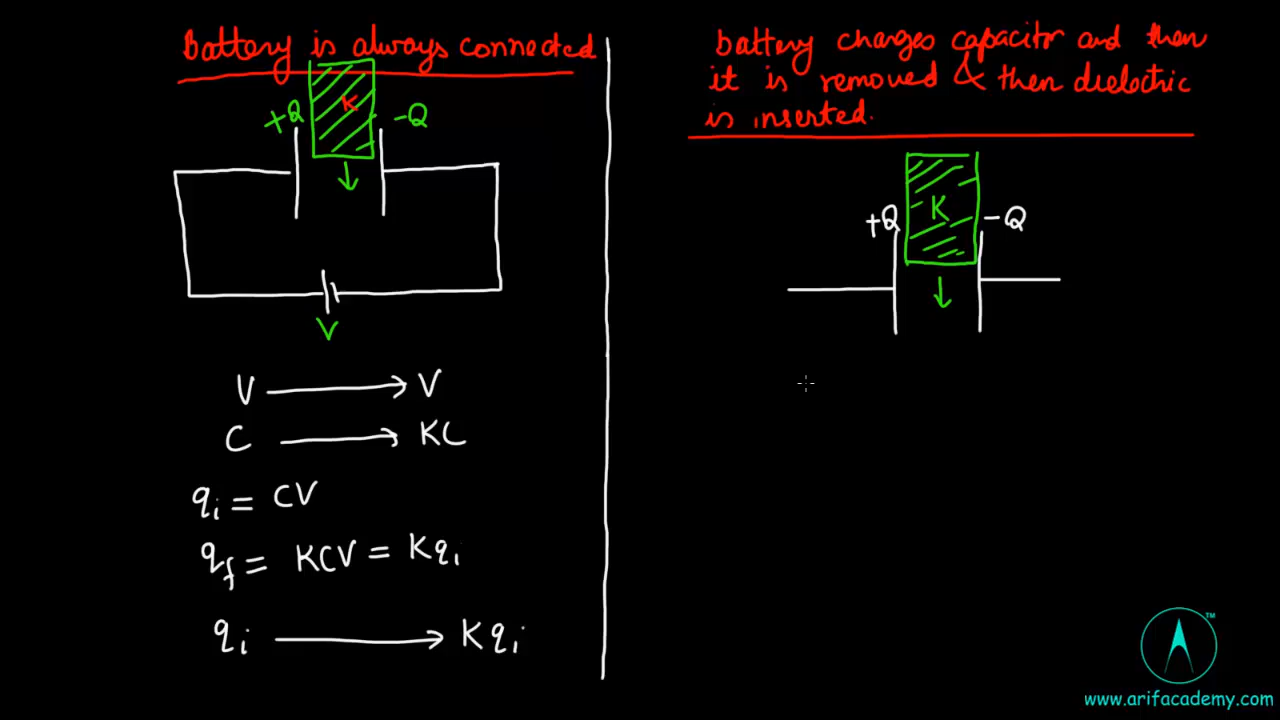 Battery is always connected
K
+Q
-Q
V
V → V
C → KC
qi = CV
qf = KCV = Kqi
qi → Kqi
battery charges capacitor and then
it is removed & then dielectric
is inserted.
K
+Q
-Q
TM
www.arifacademy.com